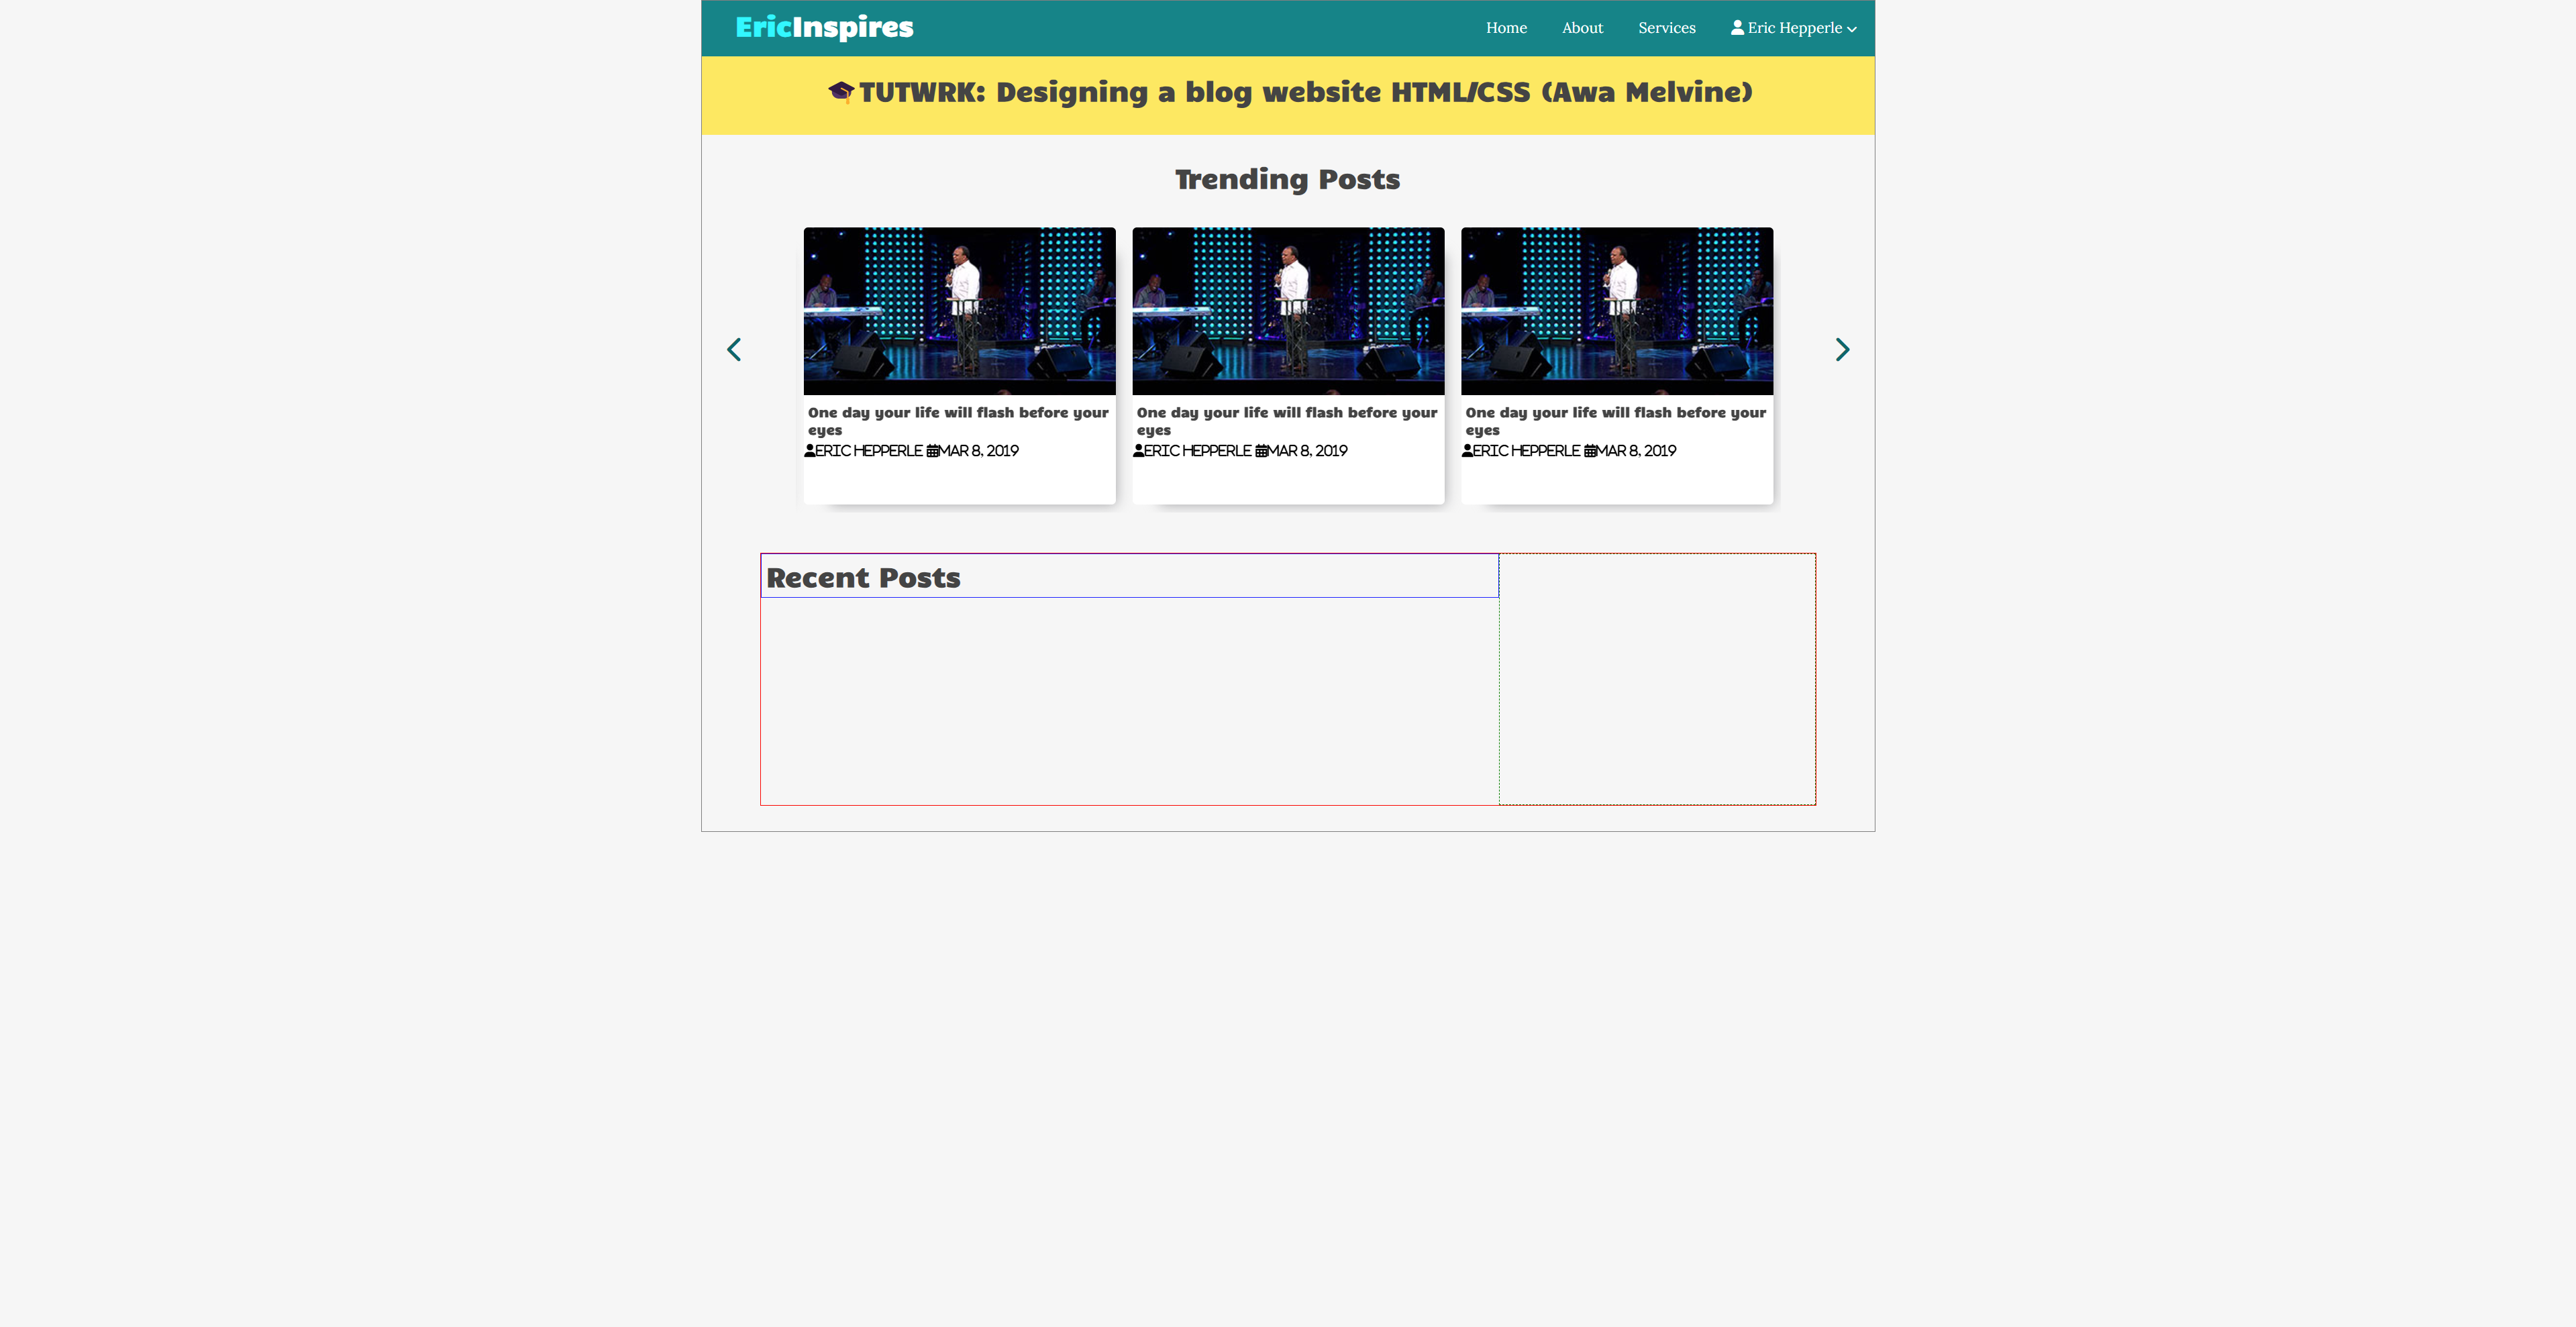 EricInspires
Home About Services Eric Hepperle
TUTWRK: Designing a blog website HTML/CSS (Awa Melvine)
Trending Posts
One day your life will flash before your
eyes
ERIC HEPPERLE MAR 8, 2019
One day your life will flash before your
eyes
ERIC HEPPERLE MAR 8, 2019
One day your life will flash before your
eyes
ERIC HEPPERLE MAR 8, 2019
Recent Posts